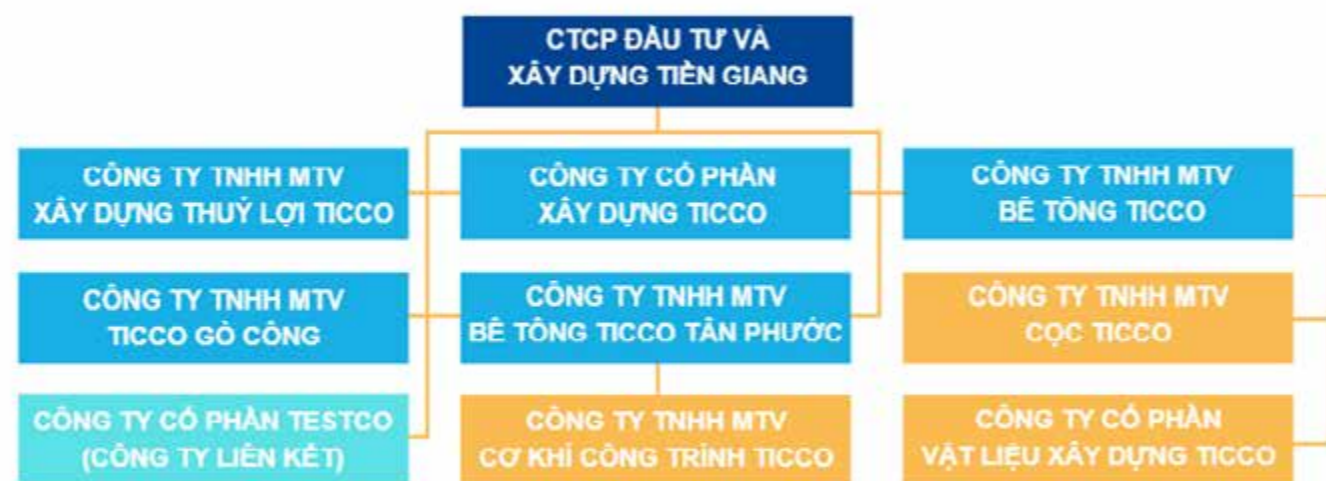 CTCP ĐẦU TƯ VÀ
XÂY DỰNG TIỀN GIANG
CÔNG TY TNHH MTV
XÂY DỰNG THUỶ LỢI TICCO
CÔNG TY CỔ PHẦN
XÂY DỰNG TICCO
CÔNG TY TNHH MTV
BÊ TÔNG TICCO
CÔNG TY TNHH MTV
TICCO GÒ CÔNG
CÔNG TY TNHH MTV
BÊ TÔNG TICCO TÂN PHƯỚC
CÔNG TY TNHH MTV
CỌC TICCO
CÔNG TY CỔ PHẦN TESTCO
(CÔNG TY LIÊN KẾT)
CÔNG TY TNHH MTV
CƠ KHÍ CÔNG TRÌNH TICCO
CÔNG TY CỔ PHẦN
VẬT LIỆU XÂY DỰNG TICCO